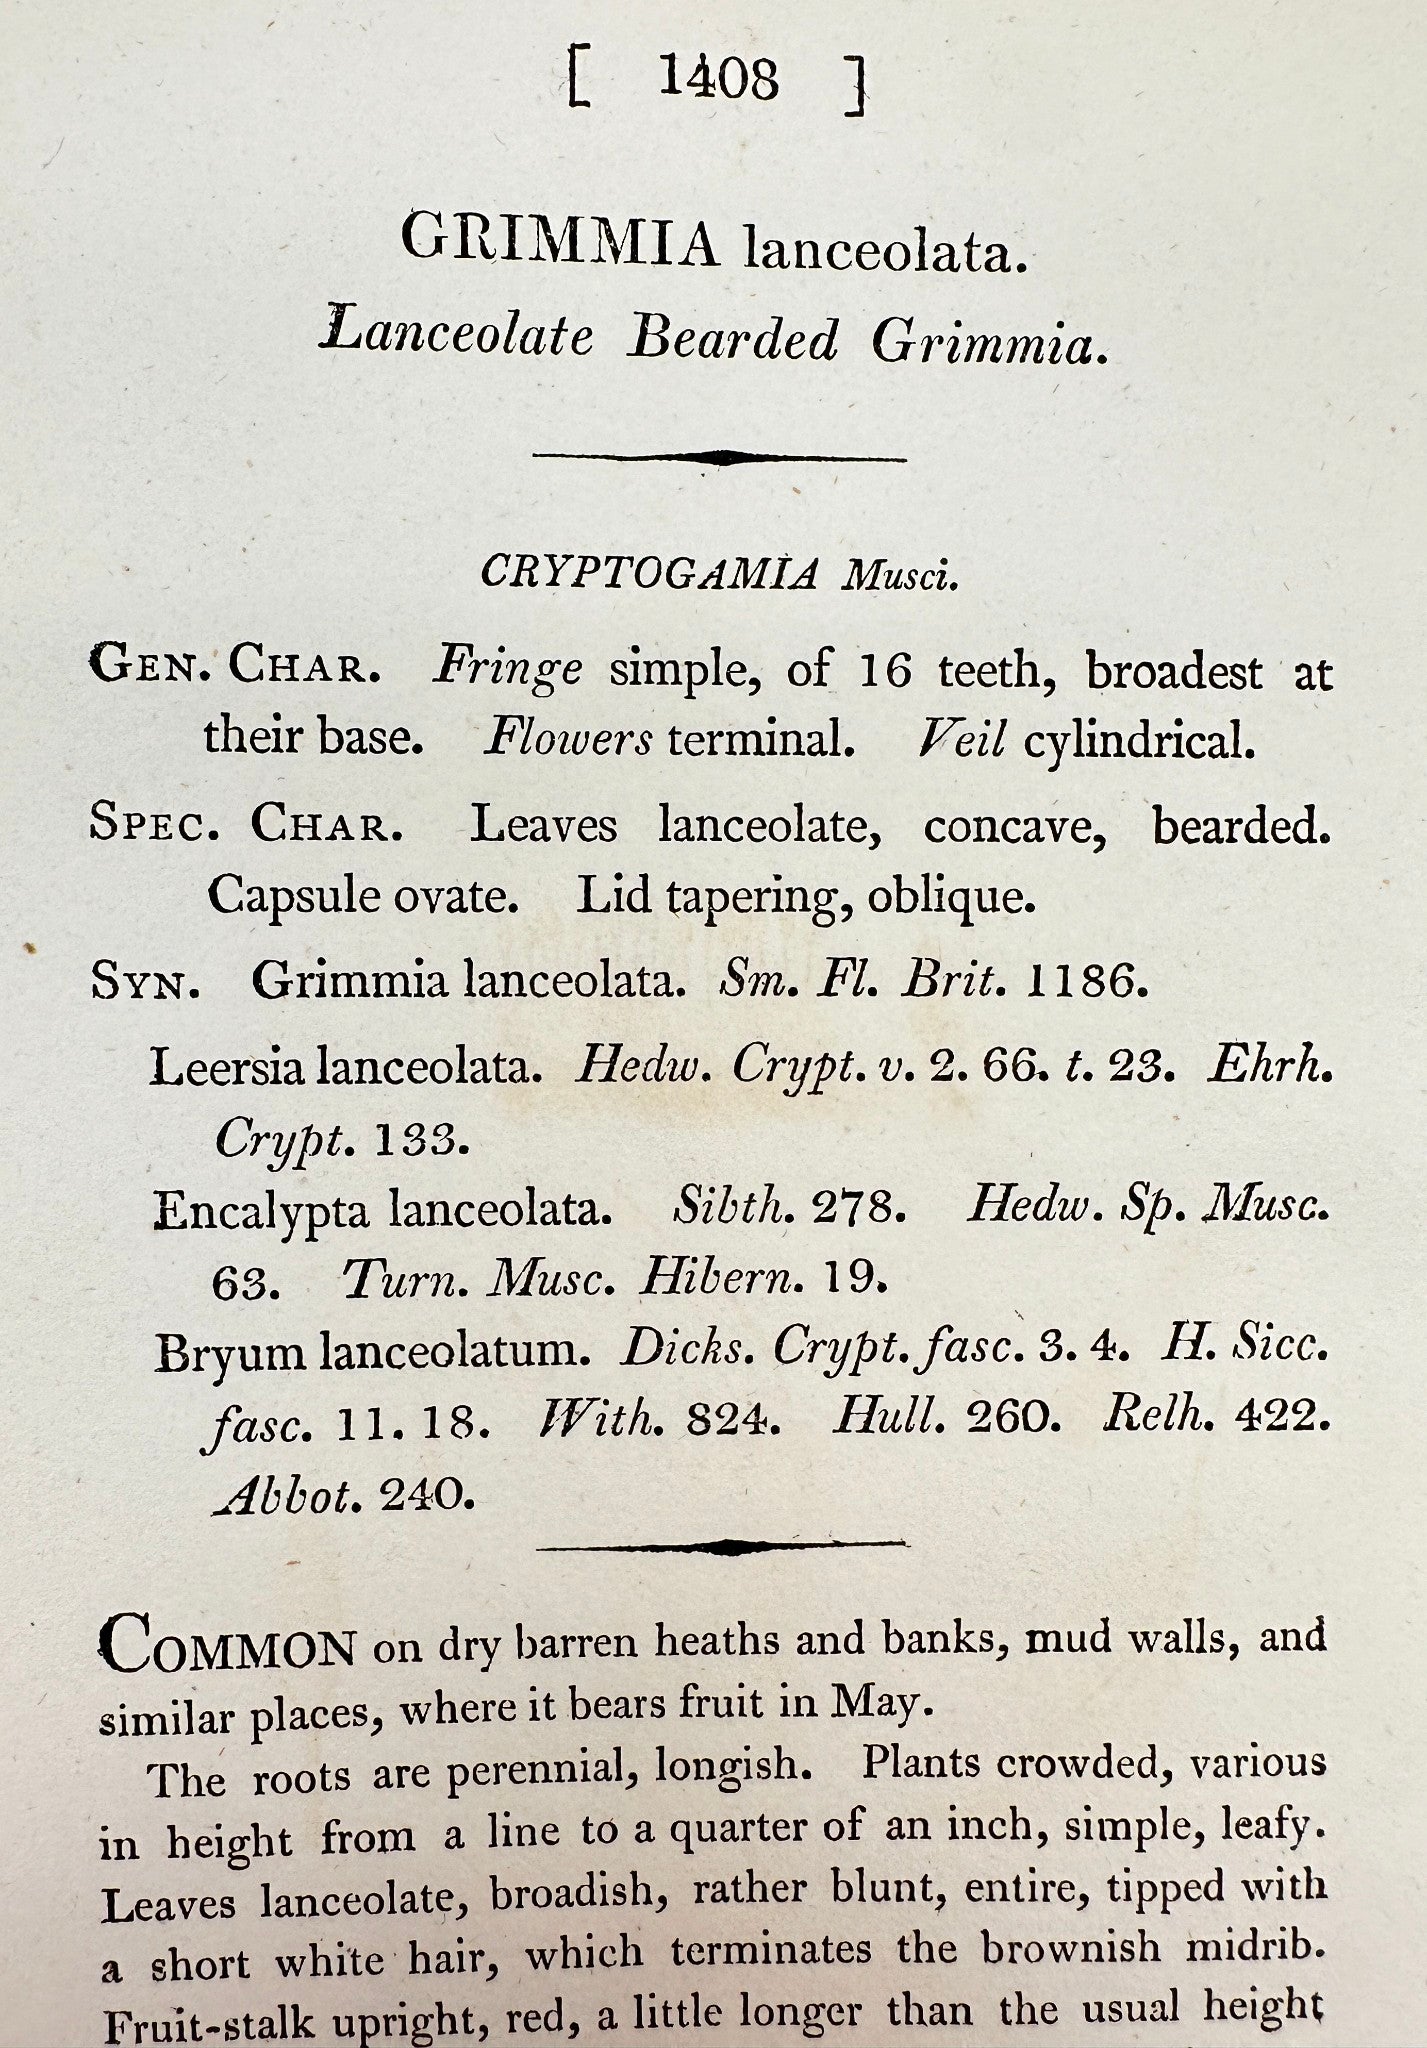 [ 1408 ]
GRIMMIA lanceolata.
Lanceolate Bearded Grimmia.
CRYPTOGAMIA Musci.
GEN. CHAR. Fringe simple, of 16 teeth, broadest at
their base. Flowers terminal. Veil cylindrical.
SPEC. CHAR. Leaves lanceolate, concave, bearded.
Capsule ovate. Lid tapering, oblique.
SYN. Grimmia lanceolata. Sm. Fl. Brit. 1186.
Leersia lanceolata. Hedw. Crypt. v. 2. 66. t. 23. Ehrh.
Crypt. 133.
Encalypta lanceolata. Sibth. 278. Hedw. Sp. Musc.
63. Turn. Musc. Hibern. 19.
Bryum lanceolatum. Dicks. Crypt. fasc. 3. 4. H. Sicc.
fasc. 11. 18. With. 824. Hull. 260. Relh. 422.
Abbot. 240.
COMMON on dry barren heaths and banks, mud walls, and
similar places, where it bears fruit in May.
The roots are perennial, longish. Plants crowded, various
in height from a line to a quarter of an inch, simple, leafy.
Leaves lanceolate, broadish, rather blunt, entire, tipped with
a short white hair, which terminates the brownish midrib.
Fruit-stalk upright, red, a little longer than the usual height